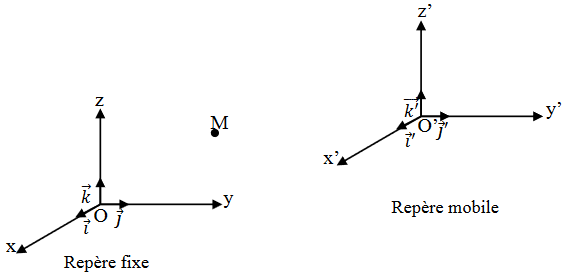 z
M
k⃗
O
y
i⃗
j⃗
x
Repère fixe
z’
k'⃗
O’
y’
i⃗'
j⃗'
x’
Repère mobile